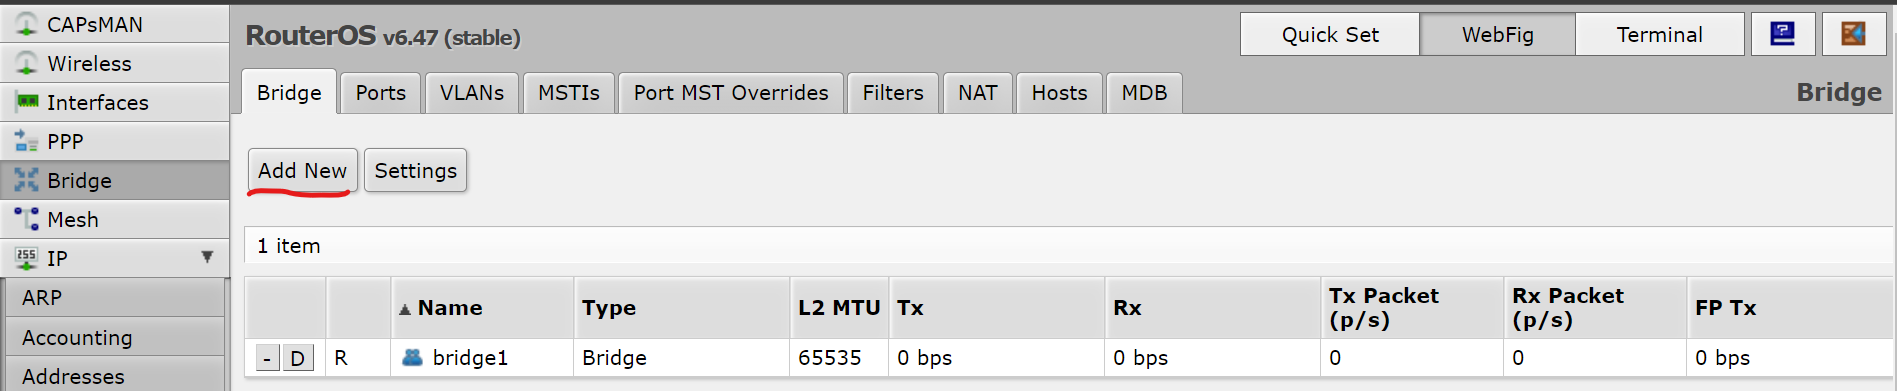 CAPsMAN
Wireless
Interfaces
PPP
Bridge
Mesh
255
IP
ARP
Accounting
Addresses
RouterOS v6.47 (stable)
Quick Set
WebFig
Terminal
Bridge
Ports
VLANs
MSTIs
Port MST Overrides
Filters
NAT
Hosts
MDB
Bridge
Add New
Settings
1 item
Name Type L2 MTU Tx Rx Tx Packet (p/s) Rx Packet (p/s) FP Tx
- D R bridge1 Bridge 65535 0 bps 0 bps 0 0 0 bps